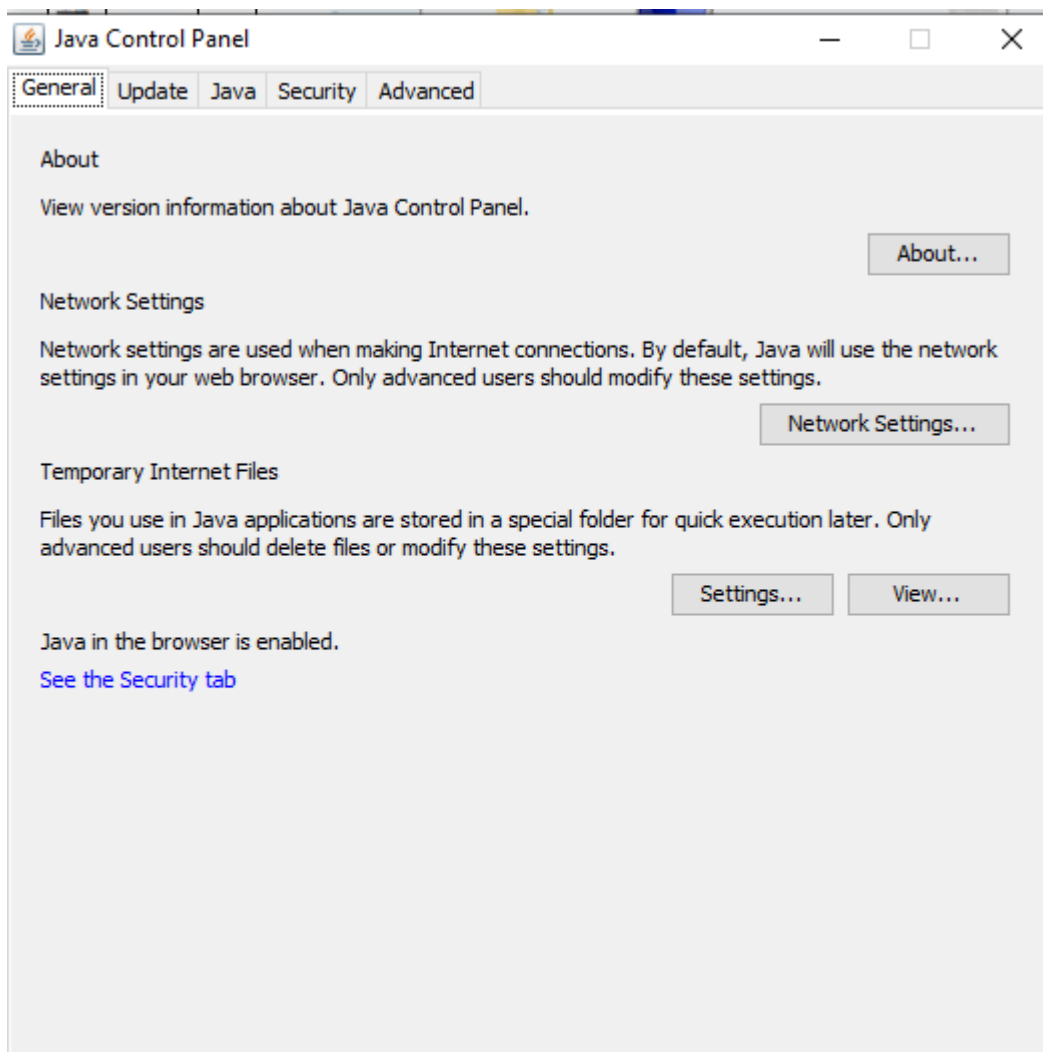 Java Control Panel
General Update Java Security Advanced
About
View version information about Java Control Panel.
About...
Network Settings
Network settings are used when making Internet connections. By default, Java will use the network
settings in your web browser. Only advanced users should modify these settings.
Network Settings...
Temporary Internet Files
Files you use in Java applications are stored in a special folder for quick execution later. Only
advanced users should delete files or modify these settings.
Settings... View...
Java in the browser is enabled.
See the Security tab